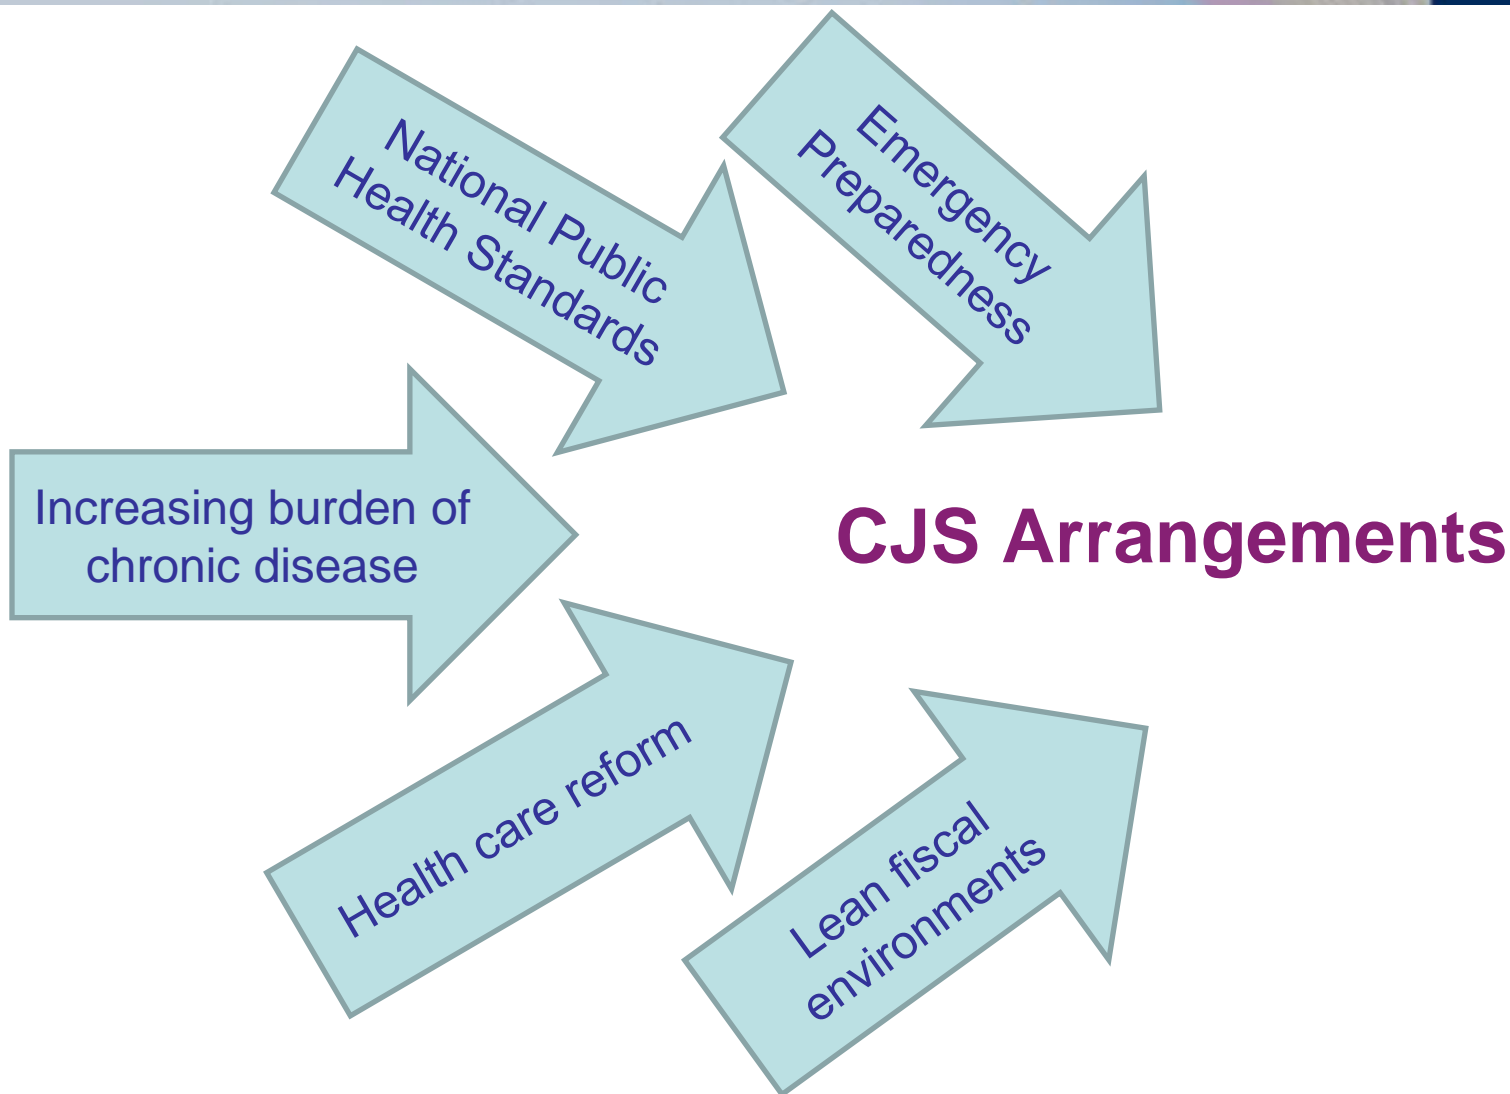 National Public
Health Standards
Emergency
Preparedness
Increasing burden of
chronic disease
CJS Arrangements
Health care reform
Lean fiscal
environments